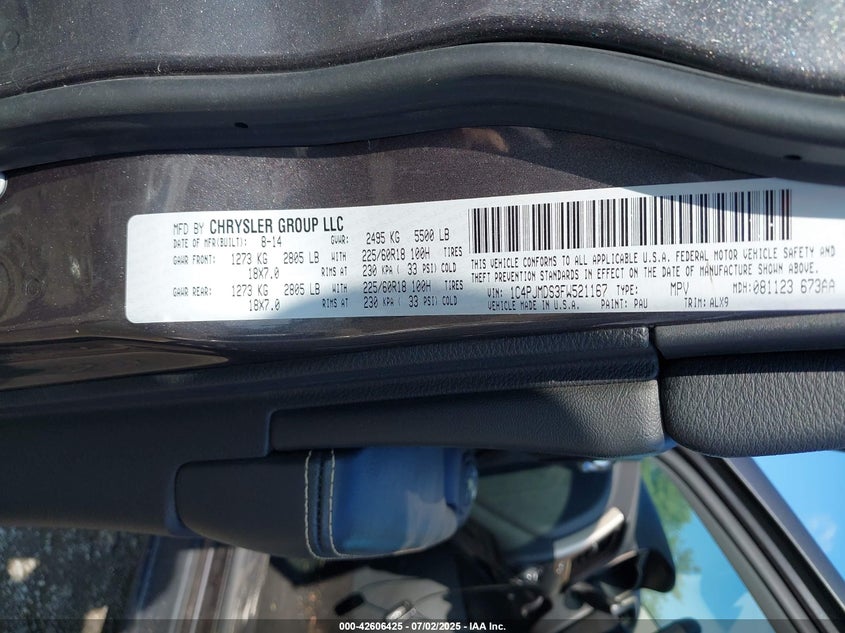 MFD BY CHRYSLER GROUP LLC
DATE OF MFR(BUILT): 8-14 GVWR: 2495 KG 5500 LB
GAWR FRONT: 1273 KG 2805 LB WITH 225/60R18 100H TIRES
18X7.0 RIMS AT 230 KPA ( 33 PSI) COLD
GAWR REAR: 1273 KG 2805 LB WITH 225/60R18 100H TIRES
18X7.0 RIMS AT 230 KPA ( 33 PSI) COLD
THIS VEHICLE CONFORMS TO ALL APPLICABLE U.S.A. FEDERAL MOTOR VEHICLE SAFETY AND
THEFT PREVENTION STANDARDS IN EFFECT ON THE DATE OF MANUFACTURE SHOWN ABOVE.
VIN: 1C4PJMDS3FW521167 TYPE: MPV MDH: 081123 673AA
VEHICLE MADE IN U.S.A. PAINT: PAU TRIM: ALX9
000-42606425 - 07/02/2025 - IAA Inc.